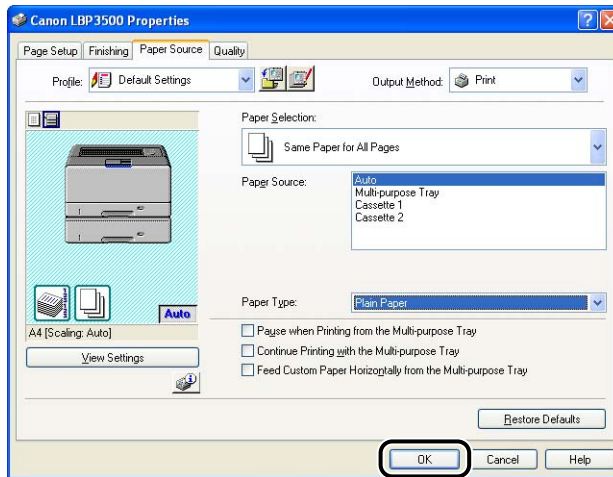 Canon LBP3500 Properties
Page Setup Finishing Paper Source Quality
Profile: Default Settings Output Method: Print
Paper Selection:
Same Paper for All Pages
Paper Source: Auto
Multi-purpose Tray
Cassette 1
Cassette 2
Auto
Paper Type: Plain Paper
A4 [Scaling: Auto]
Pause when Printing from the Multi-purpose Tray
View Settings
Continue Printing with the Multi-purpose Tray
Feed Custom Paper Horizontally from the Multi-purpose Tray
Restore Defaults
OK Cancel Help